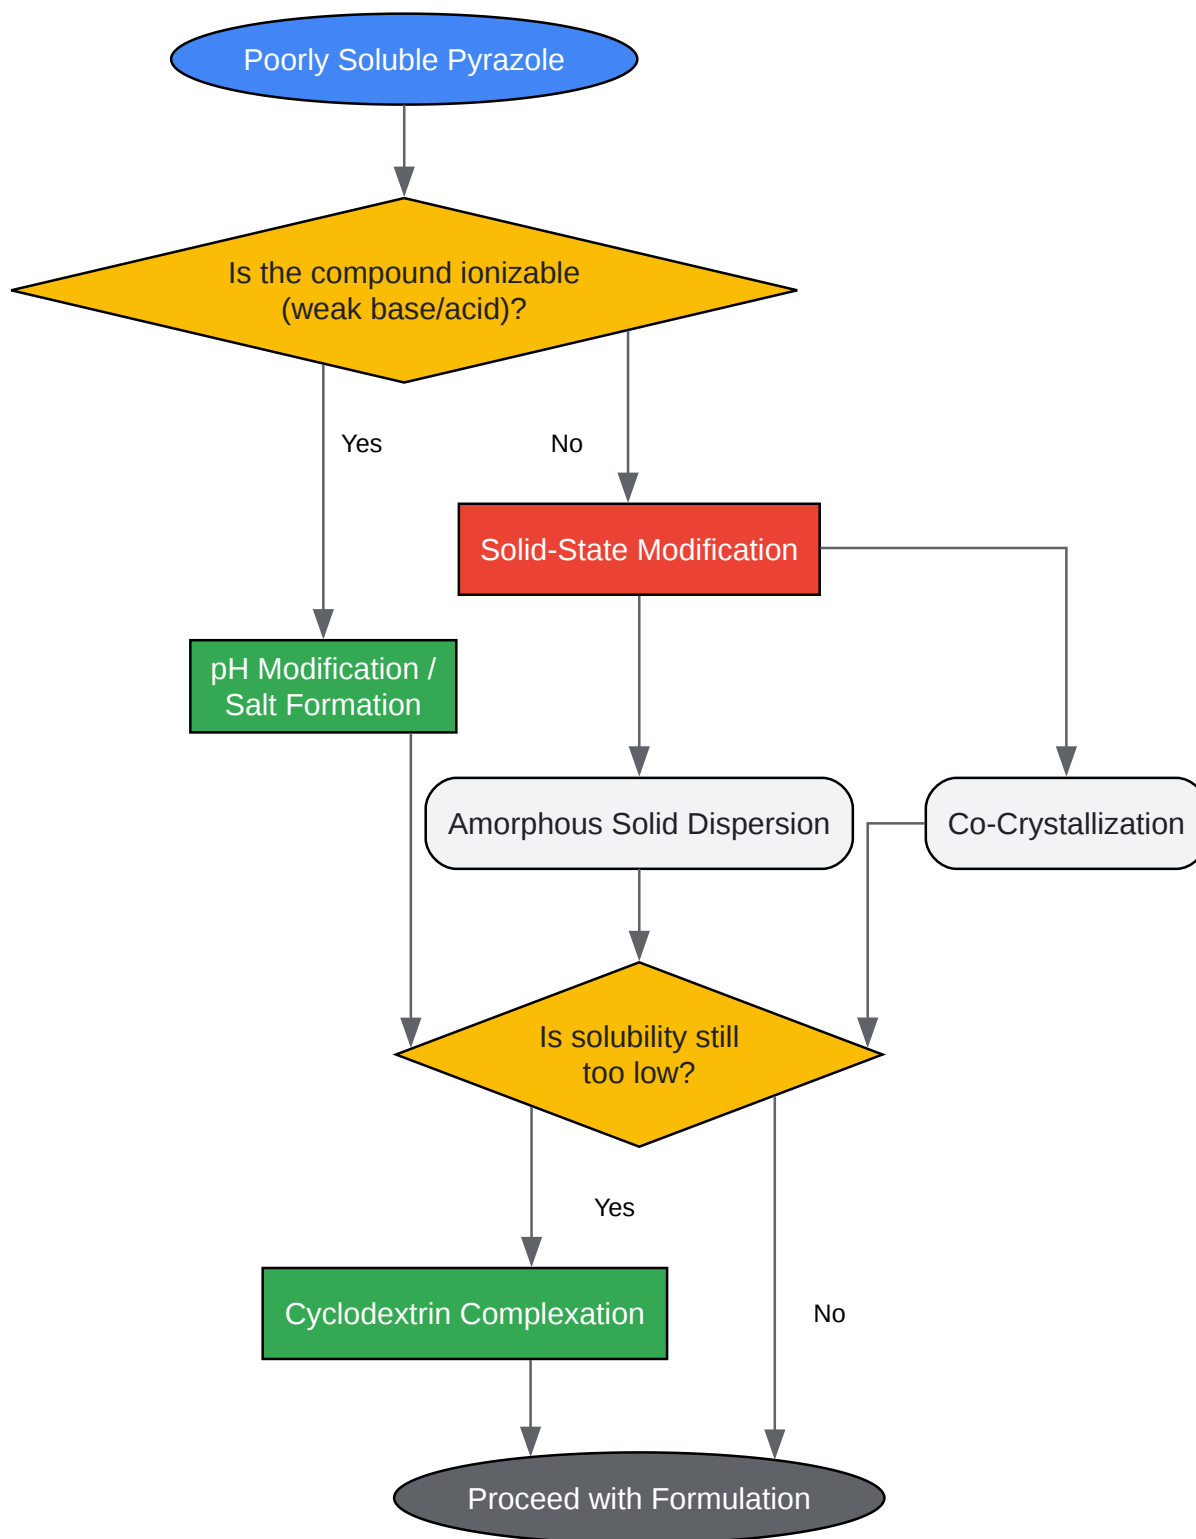 Poorly Soluble Pyrazole
Is the compound ionizable
(weak base/acid)?
Yes
No
Solid-State Modification
pH Modification /
Salt Formation
Amorphous Solid Dispersion
Co-Crystallization
Is solubility still
too low?
Yes
Cyclodextrin Complexation
No
Proceed with Formulation